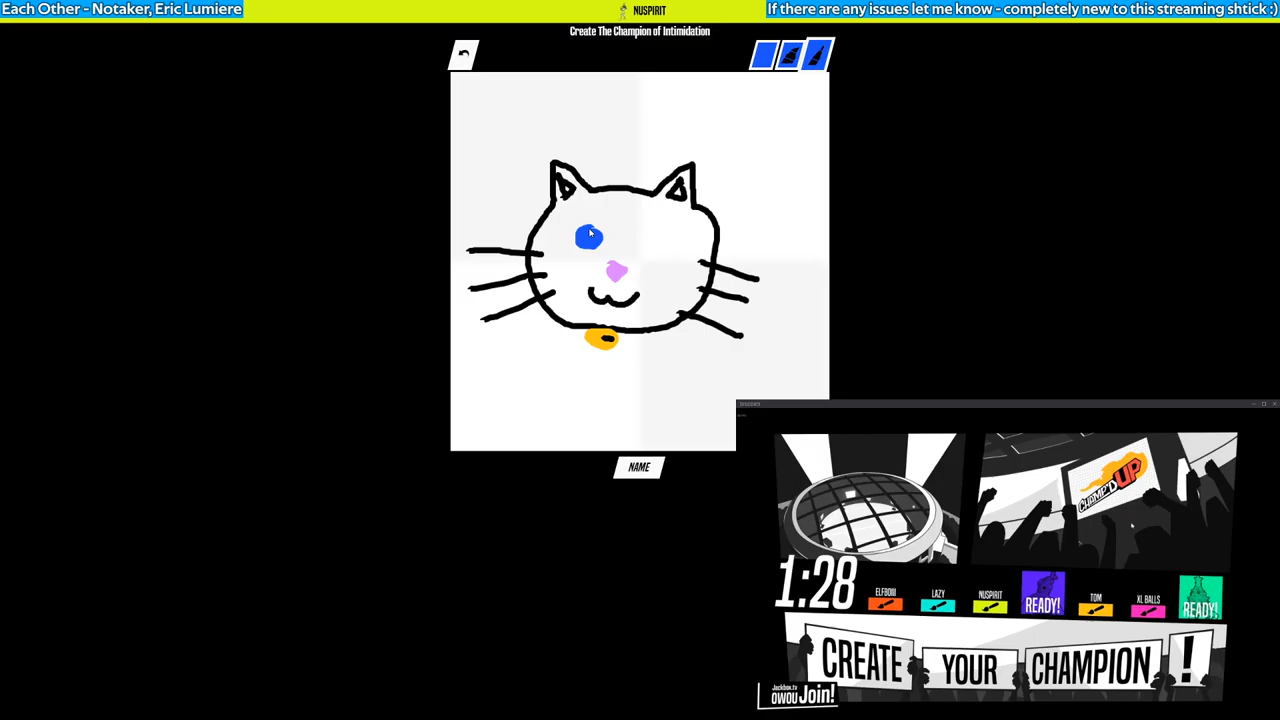 Each Other - Notaker, Eric Lumiere
NUSPIRIT
If there are any issues let me know - completely new to this streaming shtick :)
Create The Champion of Intimidation
NAME
CHAMP'D UP
1:28
ELFBOW
LAZY
NUSPIRIT
READY!
TOM
XL BALLS
READY!
CREATE YOUR CHAMPION !
Jackbox.tv
OWOU Join!